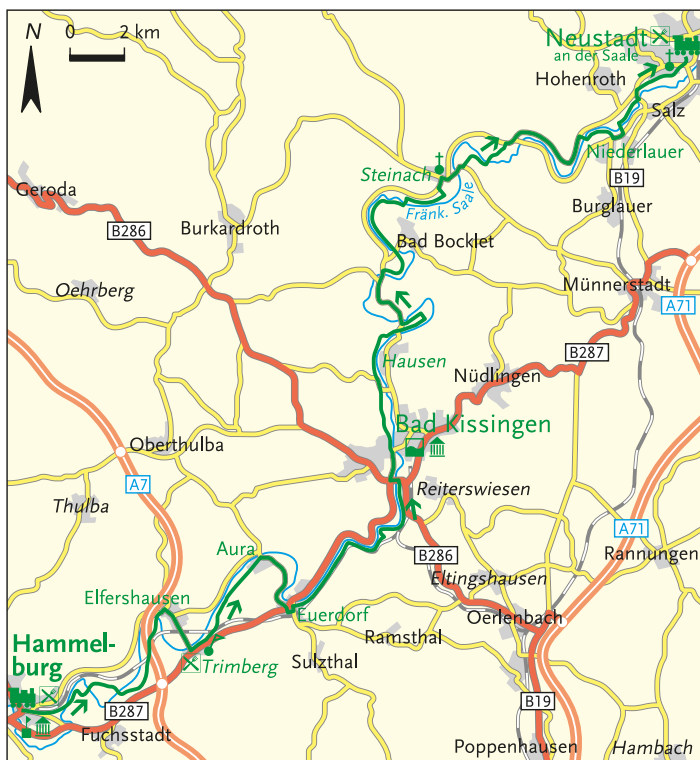 N
0 2 km
Neustadt
an der Saale
Hohenroth
Salz
Niederlauer
B19
Burglauer
Steinach
Fränk. Saale
Geroda
B286
Burkardroth
Bad Bocklet
Oehrberg
Münnerstadt
A71
Hausen
B287
Nüdlingen
Bad Kissingen
Oberthulba
A7
Reiterswiesen
Thulba
A71
Aura
B286
Rannungen
Eltingshausen
Elfershausen
Euerdorf
Oerlenbach
Ramsthal
Hammel-
burg
Trimberg
Sulzthal
B287
B19
Fuchsstadt
Poppenhausen
Hambach